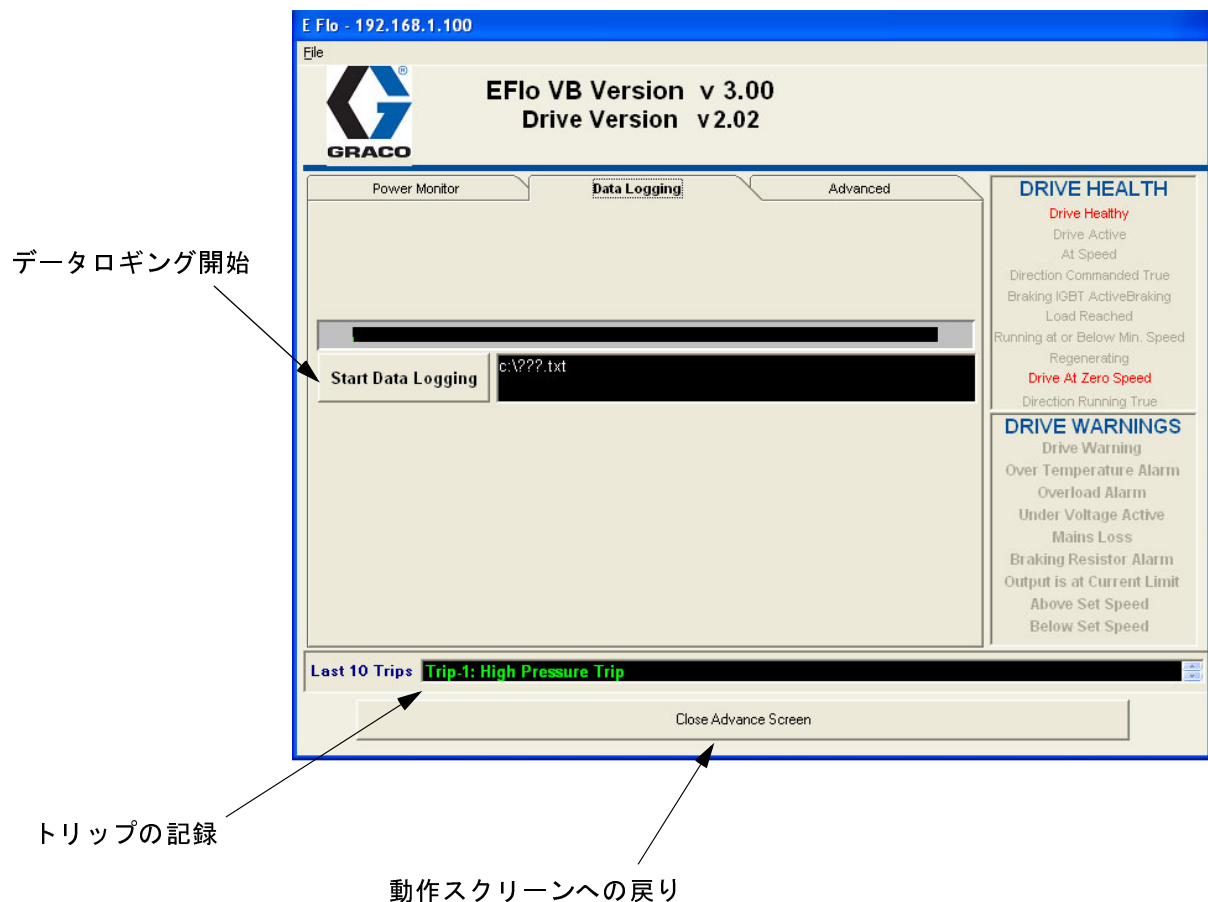 E Flo - 192.168.1.100
File
GRACO
®
EFlo VB Version v 3.00
Drive Version v 2.02
Power Monitor
Data Logging
Advanced
データロギング開始
Start Data Logging
c:\???.txt
DRIVE HEALTH
Drive Healthy
Drive Active
At Speed
Direction Commanded True
Braking IGBT ActiveBraking
Load Reached
Running at or Below Min. Speed
Regenerating
Drive At Zero Speed
Direction Running True
DRIVE WARNINGS
Drive Warning
Over Temperature Alarm
Overload Alarm
Under Voltage Active
Mains Loss
Braking Resistor Alarm
Output is at Current Limit
Above Set Speed
Below Set Speed
Last 10 Trips
Trip-1: High Pressure Trip
Close Advance Screen
トリップの記録
動作スクリーンへの戻り